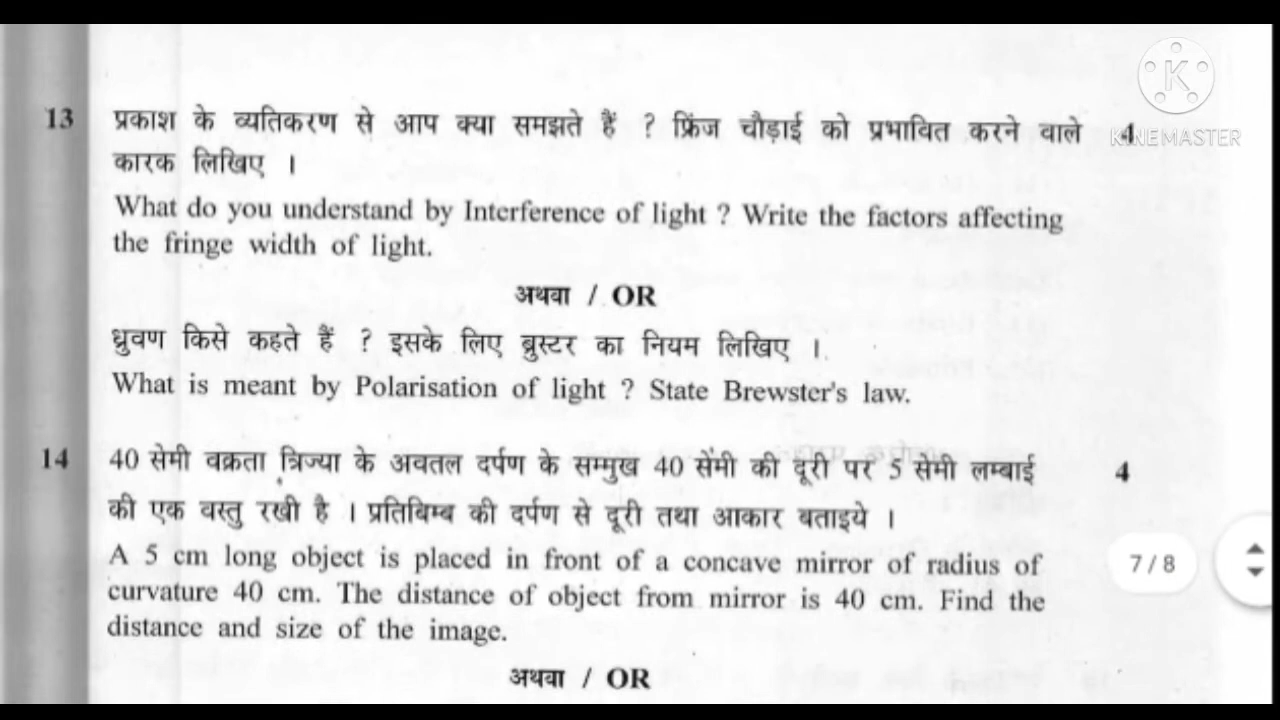 13 प्रकाश के व्यतिकरण से आप क्या समझते हैं ? फ्रिंज चौड़ाई को प्रभावित करने वाले 4
कारक लिखिए ।
What do you understand by Interference of light ? Write the factors affecting
the fringe width of light.
अथवा / OR
ध्रुवण किसे कहते हैं ? इसके लिए ब्रुस्टर का नियम लिखिए ।
What is meant by Polarisation of light ? State Brewster's law.
14 40 सेमी वक्रता त्रिज्या के अवतल दर्पण के सम्मुख 40 सेंमी की दूरी पर 5 सेमी लम्बाई 4
की एक वस्तु रखी है । प्रतिबिम्ब की दर्पण से दूरी तथा आकार बताइये ।
A 5 cm long object is placed in front of a concave mirror of radius of
curvature 40 cm. The distance of object from mirror is 40 cm. Find the
distance and size of the image.
अथवा / OR
K
KINEMASTER
7/8